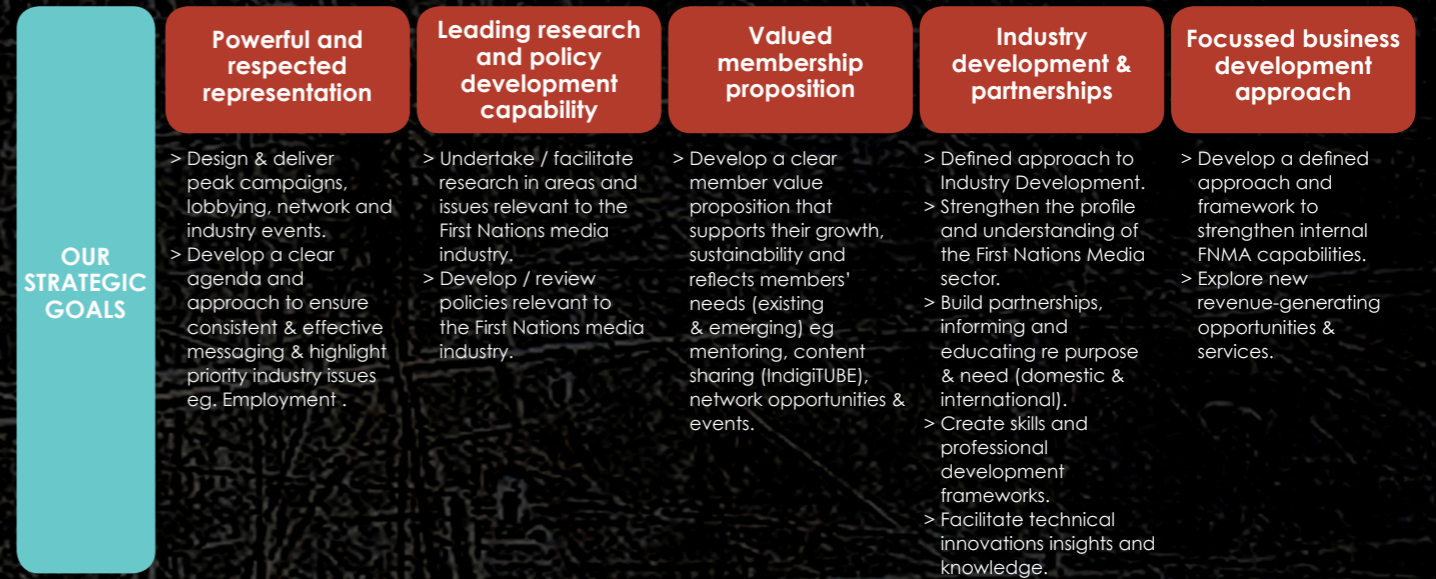 OUR
STRATEGIC
GOALS
Powerful and
respected
representation
> Design & deliver
peak campaigns,
lobbying, network and
industry events.
> Develop a clear
agenda and
approach to ensure
consistent & effective
messaging & highlight
priority industry issues
eg. Employment .
Leading research
and policy
development
capability
> Undertake / facilitate
research in areas and
issues relevant to the
First Nations media
industry.
> Develop / review
policies relevant to
the First Nations media
industry.
Valued
membership
proposition
> Develop a clear
member value
proposition that
supports their growth,
sustainability and
reflects members’
needs (existing
& emerging) eg
mentoring, content
sharing (IndigiTUBE),
network opportunities &
events.
Industry
development &
partnerships
> Defined approach to
Industry Development.
> Strengthen the profile
and understanding of
the First Nations Media
sector.
> Build partnerships,
informing and
educating re purpose
& need (domestic &
international).
> Create skills and
professional
development
frameworks.
> Facilitate technical
innovations insights and
knowledge.
Focussed business
development
approach
> Develop a defined
approach and
framework to
strengthen internal
FNMA capabilities.
> Explore new
revenue-generating
opportunities &
services.